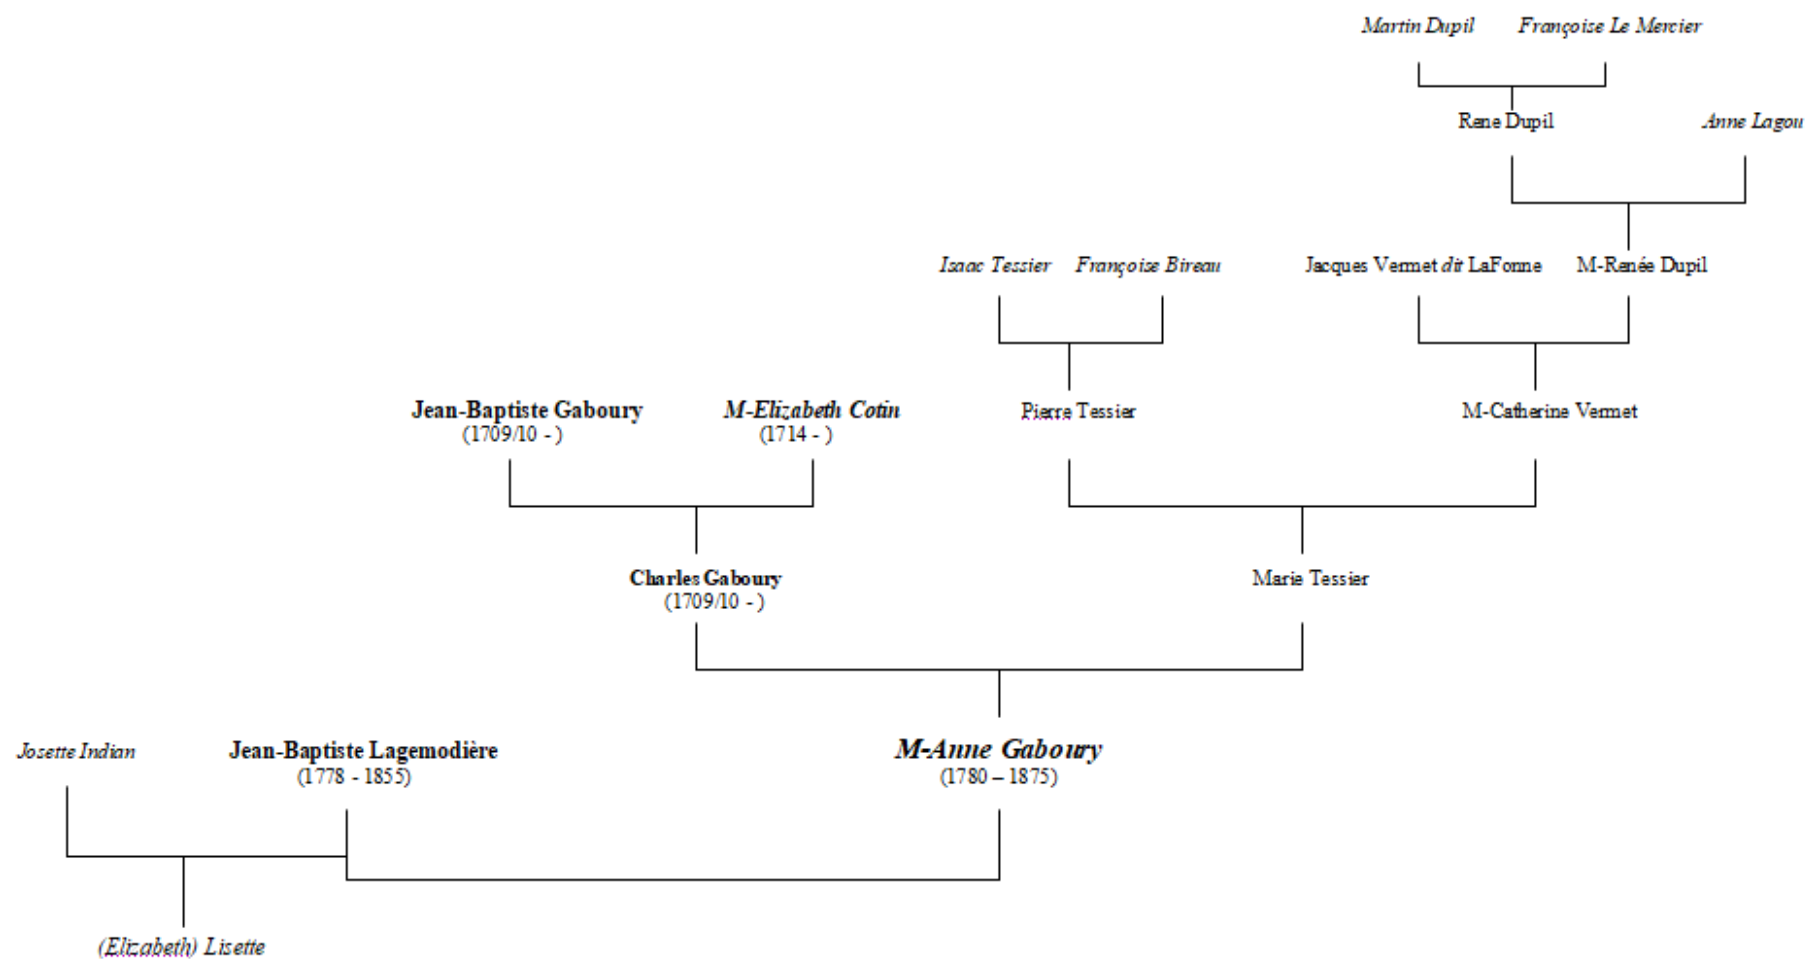 Martin Dupil
Françoise Le Mercier
Rene Dupil
Anne Lagou
Isaac Tessier
Françoise Bireau
Jacques Vermet dit LaFonne
M-Renée Dupil
Jean-Baptiste Gaboury
(1709/10 - )
M-Elizabeth Cotin
(1714 - )
Pierre Tessier
M-Catherine Vermet
Charles Gaboury
(1709/10 - )
Marie Tessier
Josette Indian
Jean-Baptiste Lagemodière
(1778 - 1855)
M-Anne Gaboury
(1780 – 1875)
(Elizabeth) Lisette